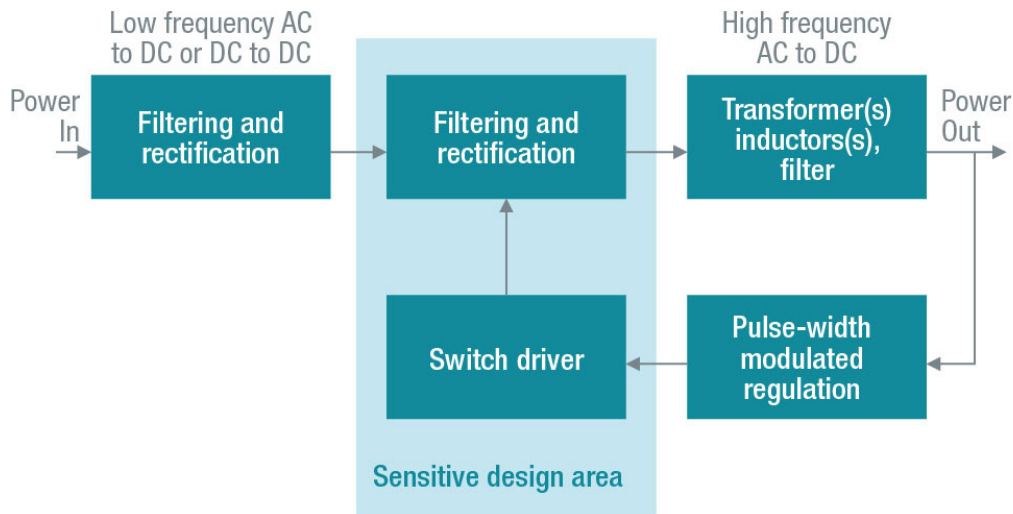 Low frequency AC
to DC or DC to DC
High frequency
AC to DC
Power
In
Filtering and
rectification
Filtering and
rectification
Transformer(s)
inductors(s),
filter
Power
Out
Switch driver
Pulse-width
modulated
regulation
Sensitive design area